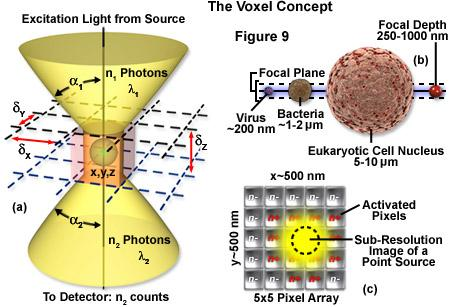 The Voxel Concept
Excitation Light from Source
Figure 9
Focal Depth
250-1000 nm
(b)
α1
n1 Photons
λ1
Focal Plane
Virus
~200 nm
Bacteria
~1-2 μm
Eukaryotic Cell Nucleus
5-10 μm
δY
δX
δZ
x,y,z
(a)
α2
n2 Photons
λ2
To Detector: n2 counts
x~500 nm
y~500 nm
n- n- n- n- n-
n- n+ n+ n+ n-
n- n+ n+ n-
n- n+ n+ n+ n-
n- n- n- n- n-
Activated
Pixels
Sub-Resolution
Image of a
Point Source
(c)
5x5 Pixel Array